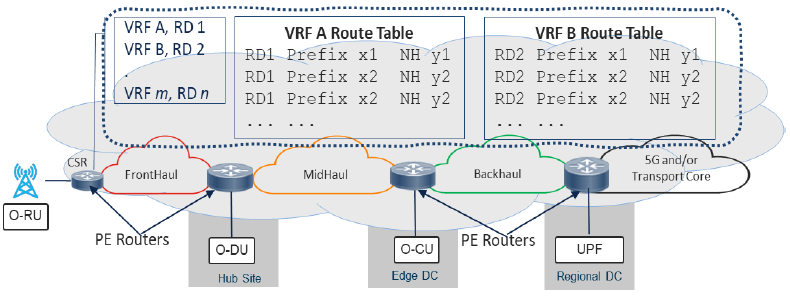 VRF A, RD 1
VRF B, RD 2
.
VRF m, RD n
VRF A Route Table
RD1 Prefix x1 NH y1
RD1 Prefix x2 NH y2
RD1 Prefix x2 NH y2
... ...
VRF B Route Table
RD2 Prefix x1 NH y1
RD2 Prefix x2 NH y2
RD2 Prefix x2 NH y2
... ...
CSR
FrontHaul
MidHaul
Backhaul
5G and/or
Transport Core
O-RU
PE Routers
O-DU
O-CU
PE Routers
UPF
Hub Site
Edge DC
Regional DC